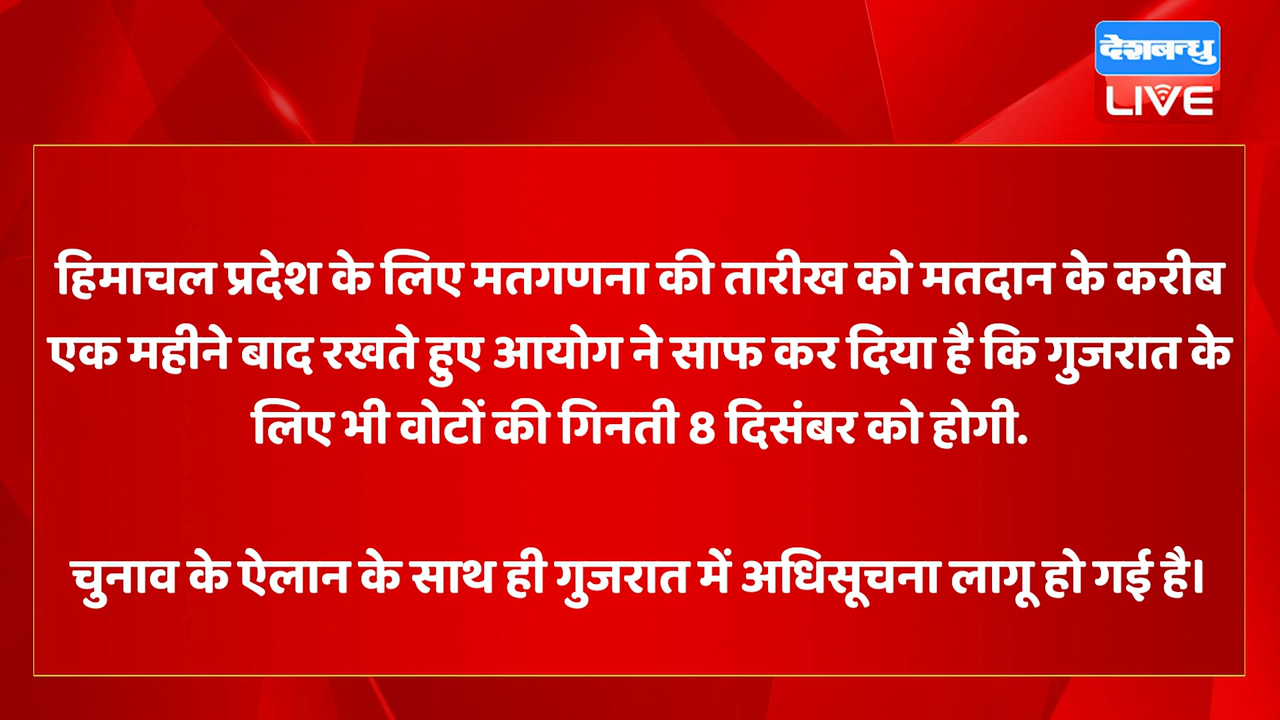 देशबन्धु
LIVE
हिमाचल प्रदेश के लिए मतगणना की तारीख को मतदान के करीब
एक महीने बाद रखते हुए आयोग ने साफ कर दिया है कि गुजरात के
लिए भी वोटों की गिनती 8 दिसंबर को होगी.
चुनाव के ऐलान के साथ ही गुजरात में अधिसूचना लागू हो गई है।